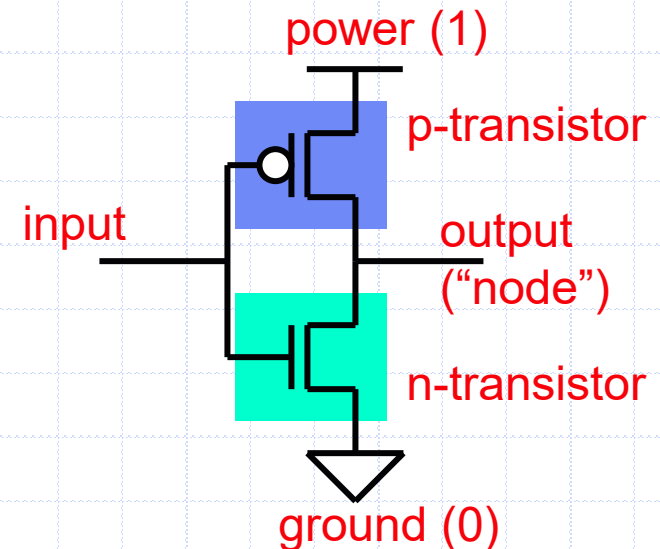 power (1)
p-transistor
input
output
(“node”)
n-transistor
ground (0)